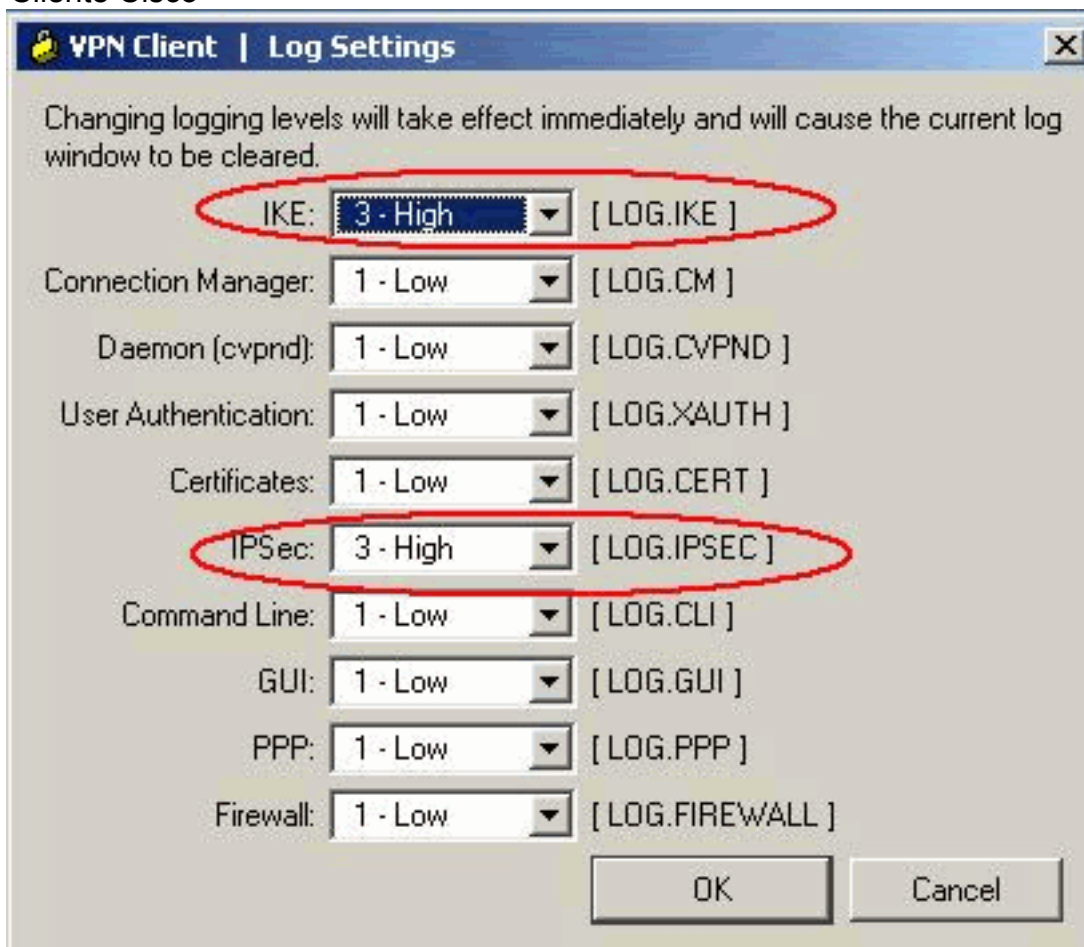 VPN Client | Log Settings
Changing logging levels will take effect immediately and will cause the current log
window to be cleared.
IKE: 3 - High [ LOG.IKE ]
Connection Manager: 1 - Low [ LOG.CM ]
Daemon (cvpnd): 1 - Low [ LOG.CVPND ]
User Authentication: 1 - Low [ LOG.XAUTH ]
Certificates: 1 - Low [ LOG.CERT ]
IPSec: 3 - High [ LOG.IPSEC ]
Command Line: 1 - Low [ LOG.CLI ]
GUI: 1 - Low [ LOG.GUI ]
PPP: 1 - Low [ LOG.PPP ]
Firewall: 1 - Low [ LOG.FIREWALL ]
OK Cancel